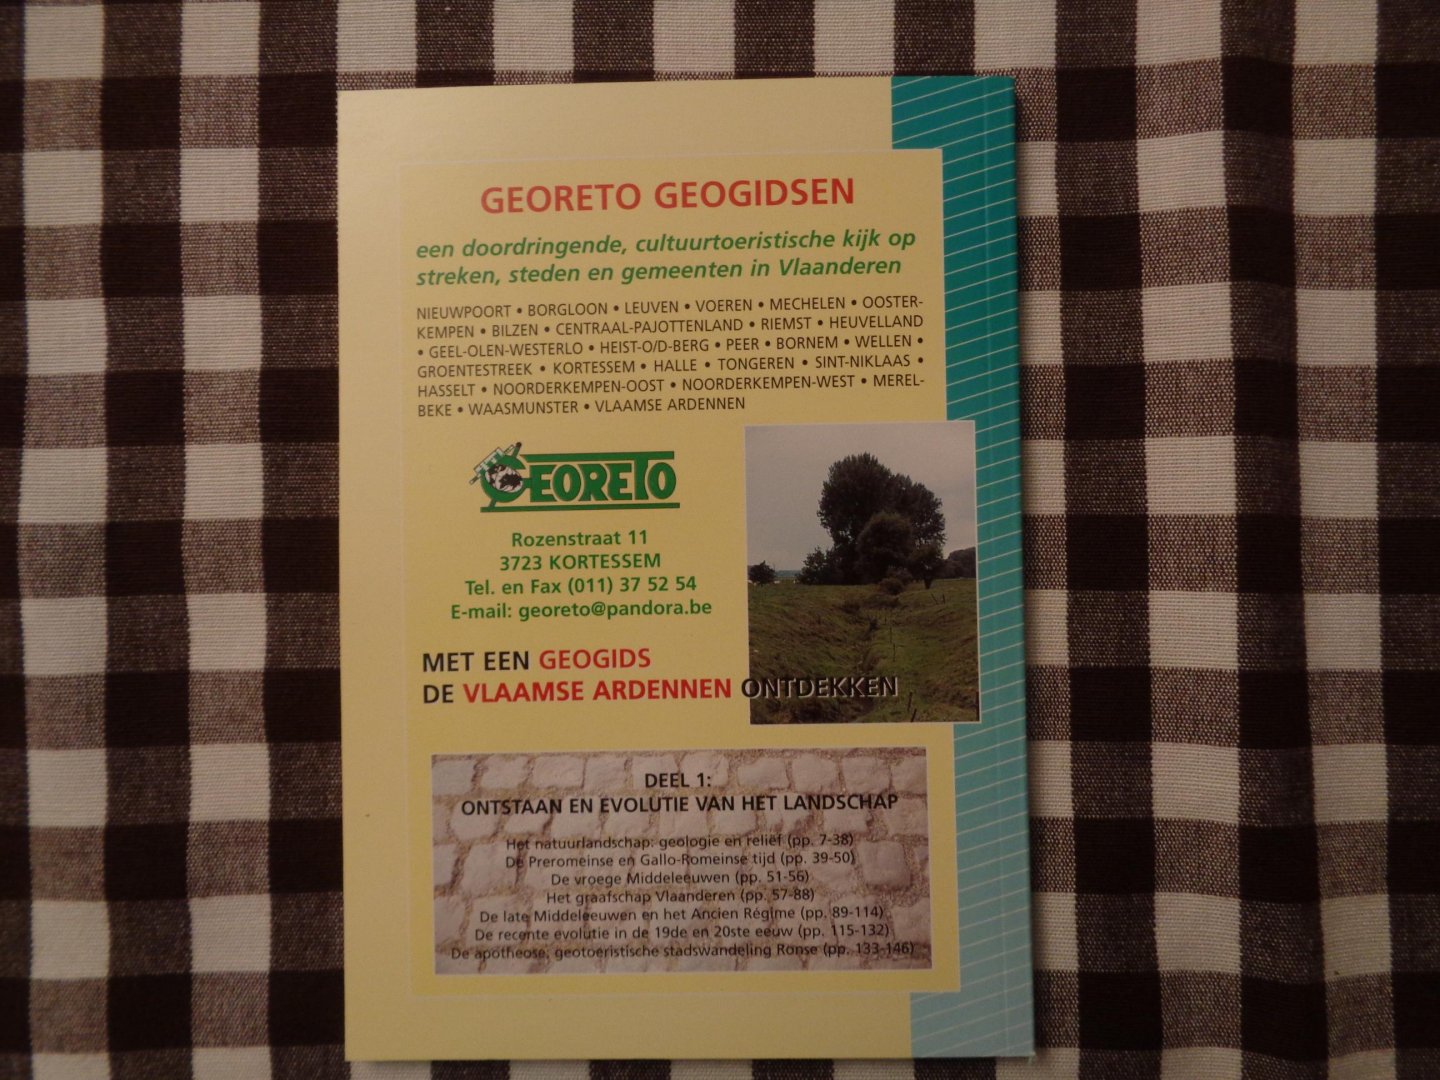 GEORETO GEOGIDSEN
een doordringende, cultuurtoeristische kijk op
streken, steden en gemeenten in Vlaanderen
NIEUWPOORT • BORGLOON • LEUVEN • VOEREN • MECHELEN • OOSTER-
KEMPEN • BILZEN • CENTRAAL-PAJOTTENLAND • RIEMST • HEUVELLAND
• GEEL-OLEN-WESTERLO • HEIST-O/D-BERG • PEER • BORNEM • WELLEN •
GROENTESTREEK • KORTESSEM • HALLE • TONGEREN • SINT-NIKLAAS •
HASSELT • NOORDERKEMPEN-OOST • NOORDERKEMPEN-WEST • MEREL-
BEKE • WAASMUNSTER • VLAAMSE ARDENNEN
GEORETO
Rozenstraat 11
3723 KORTESSEM
Tel. en Fax (011) 37 52 54
E-mail: georeto@pandora.be
MET EEN GEOGIDS
DE VLAAMSE ARDENNEN ONTDEKKEN
DEEL 1:
ONTSTAAN EN EVOLUTIE VAN HET LANDSCHAP
Het natuurlandschap: geologie en reliëf (pp. 7-38)
De Preromeinse en Gallo-Romeinse tijd (pp. 39-50)
De vroege Middeleeuwen (pp. 51-56)
Het graafschap Vlaanderen (pp. 57-88)
De late Middeleeuwen en het Ancien Régime (pp. 89-114)
De recente evolutie in de 19de en 20ste eeuw (pp. 115-132)
De apotheose, geotoeristische stadswandeling Ronse (pp. 133-146)